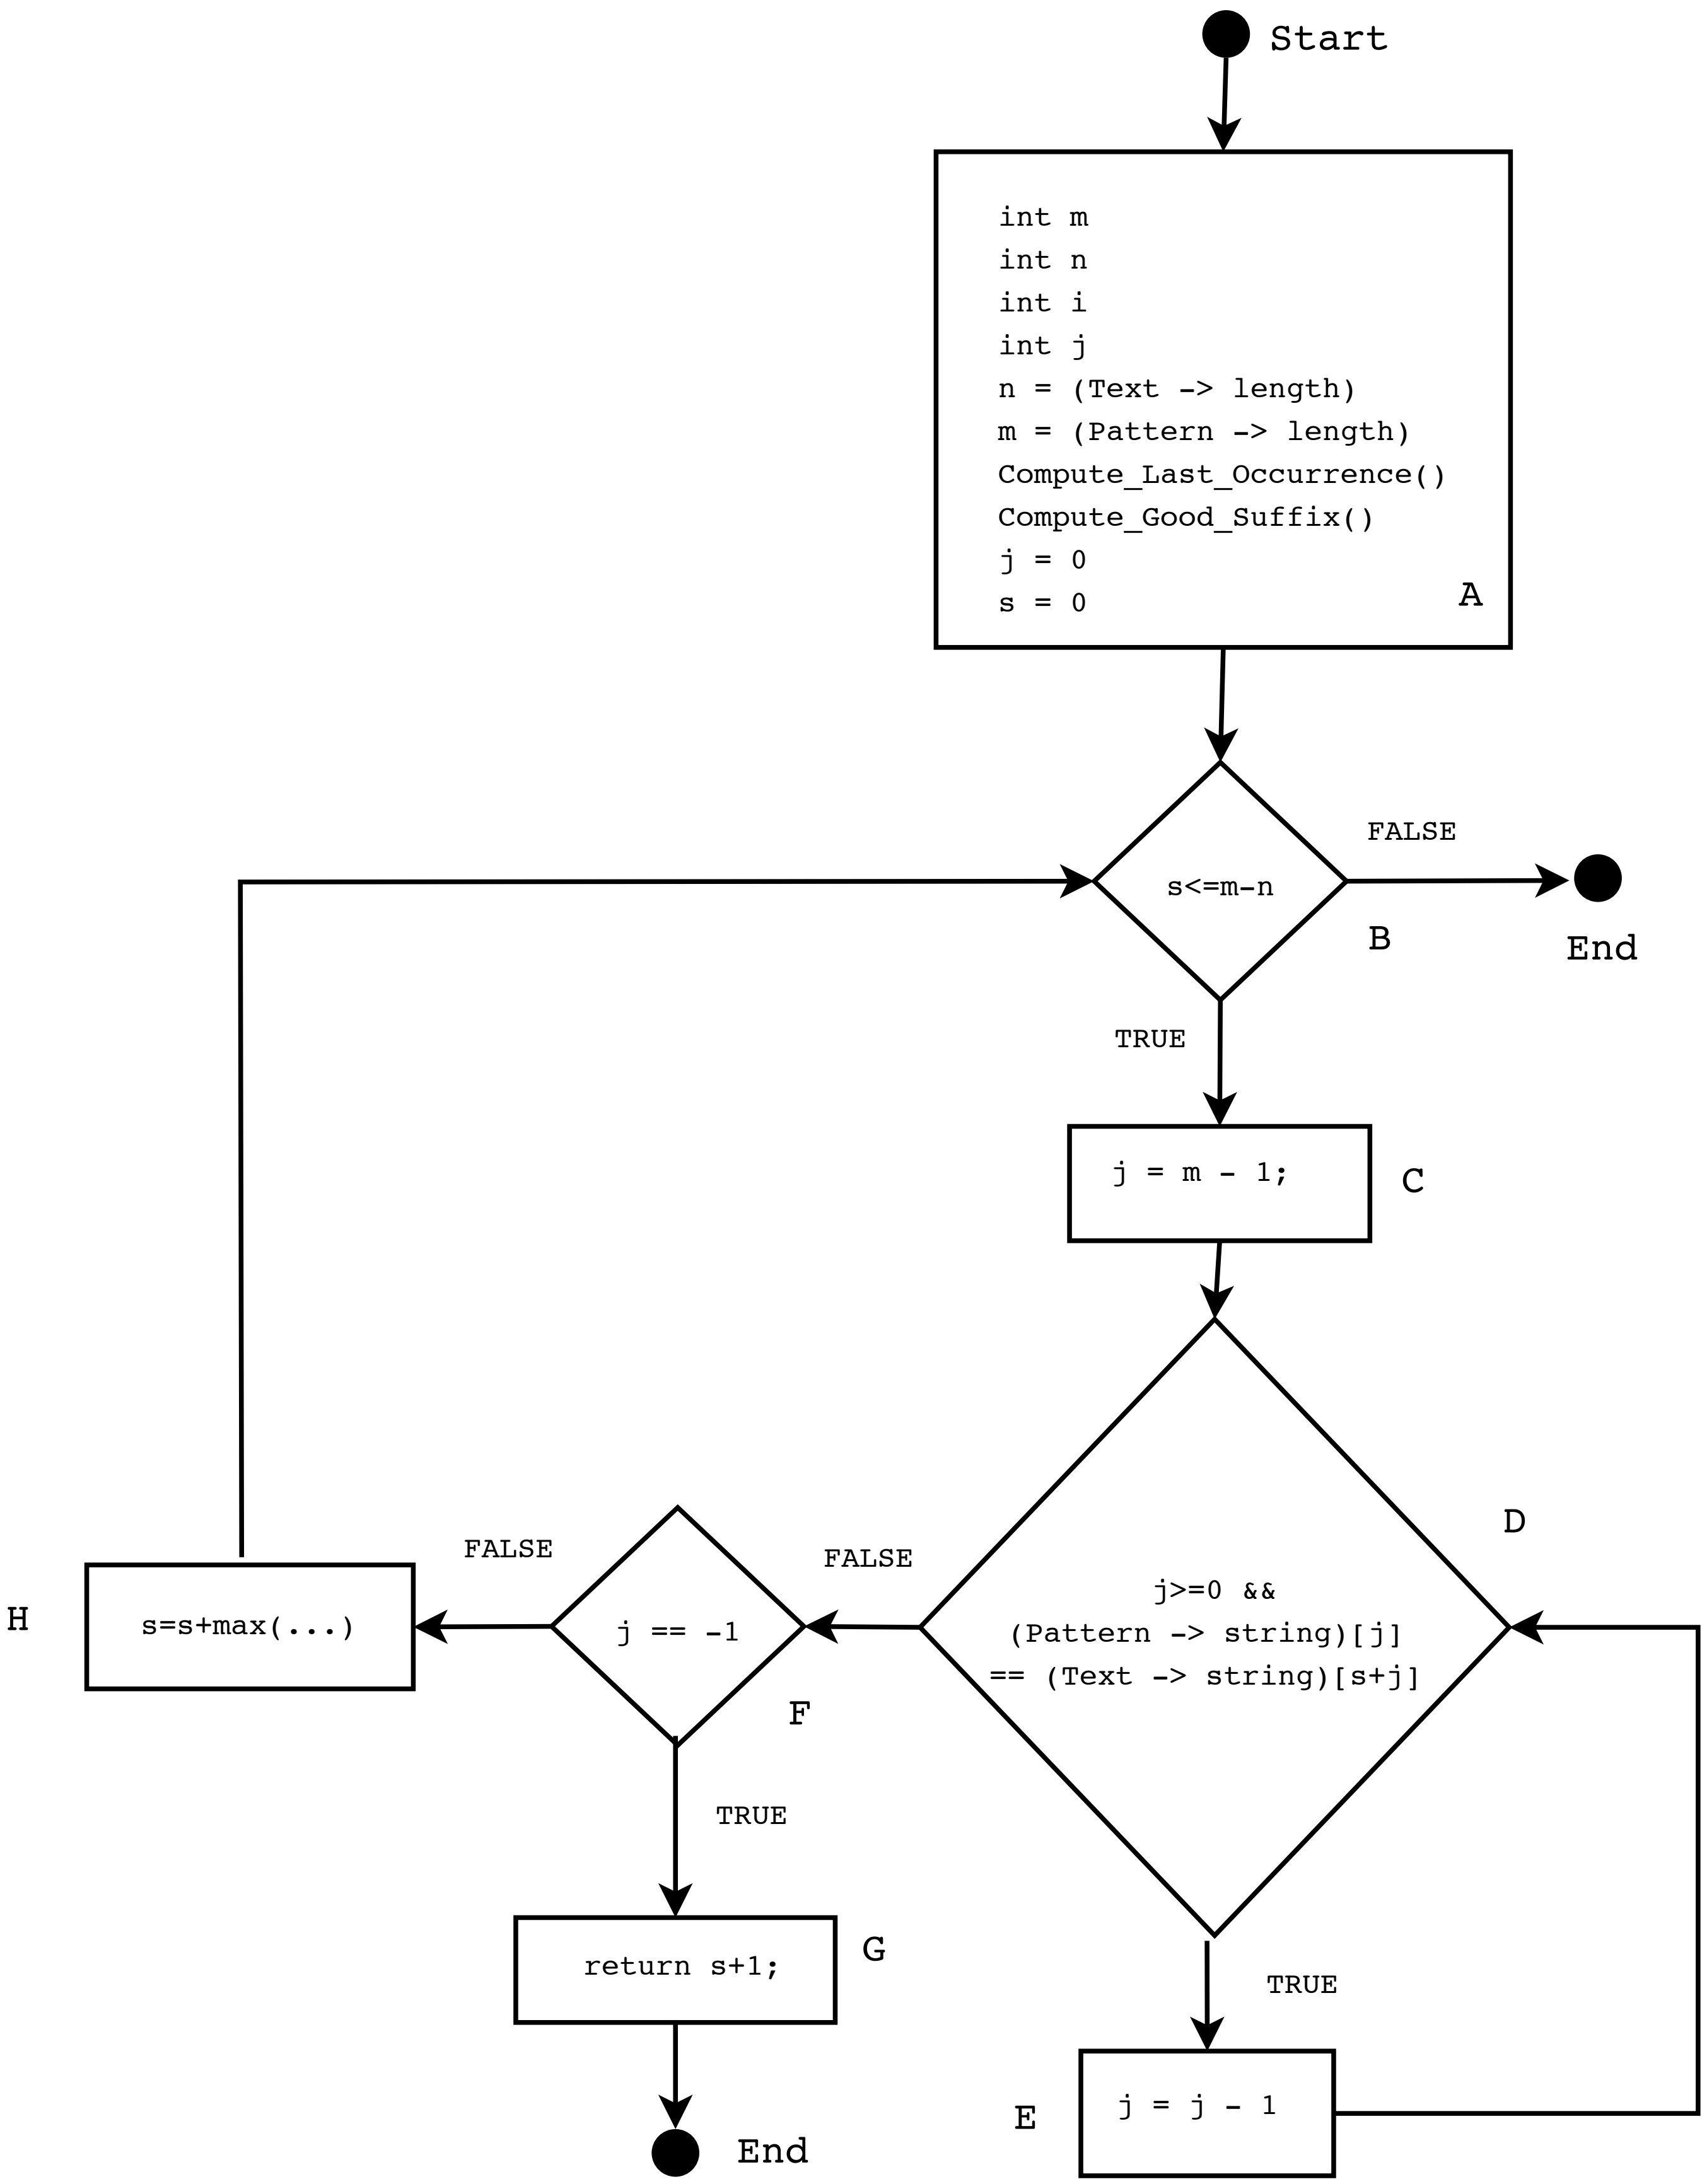 Start
int m
int n
int i
int j
n = (Text -> length)
m = (Pattern -> length)
Compute_Last_Occurrence()
Compute_Good_Suffix()
j = 0
s = 0
A
s<=m-n
FALSE
B
End
TRUE
j = m - 1;
C
D
j>=0 &&
(Pattern -> string)[j]
== (Text -> string)[s+j]
FALSE
j == -1
F
FALSE
s=s+max(...)
H
TRUE
return s+1;
G
End
TRUE
j = j - 1
E